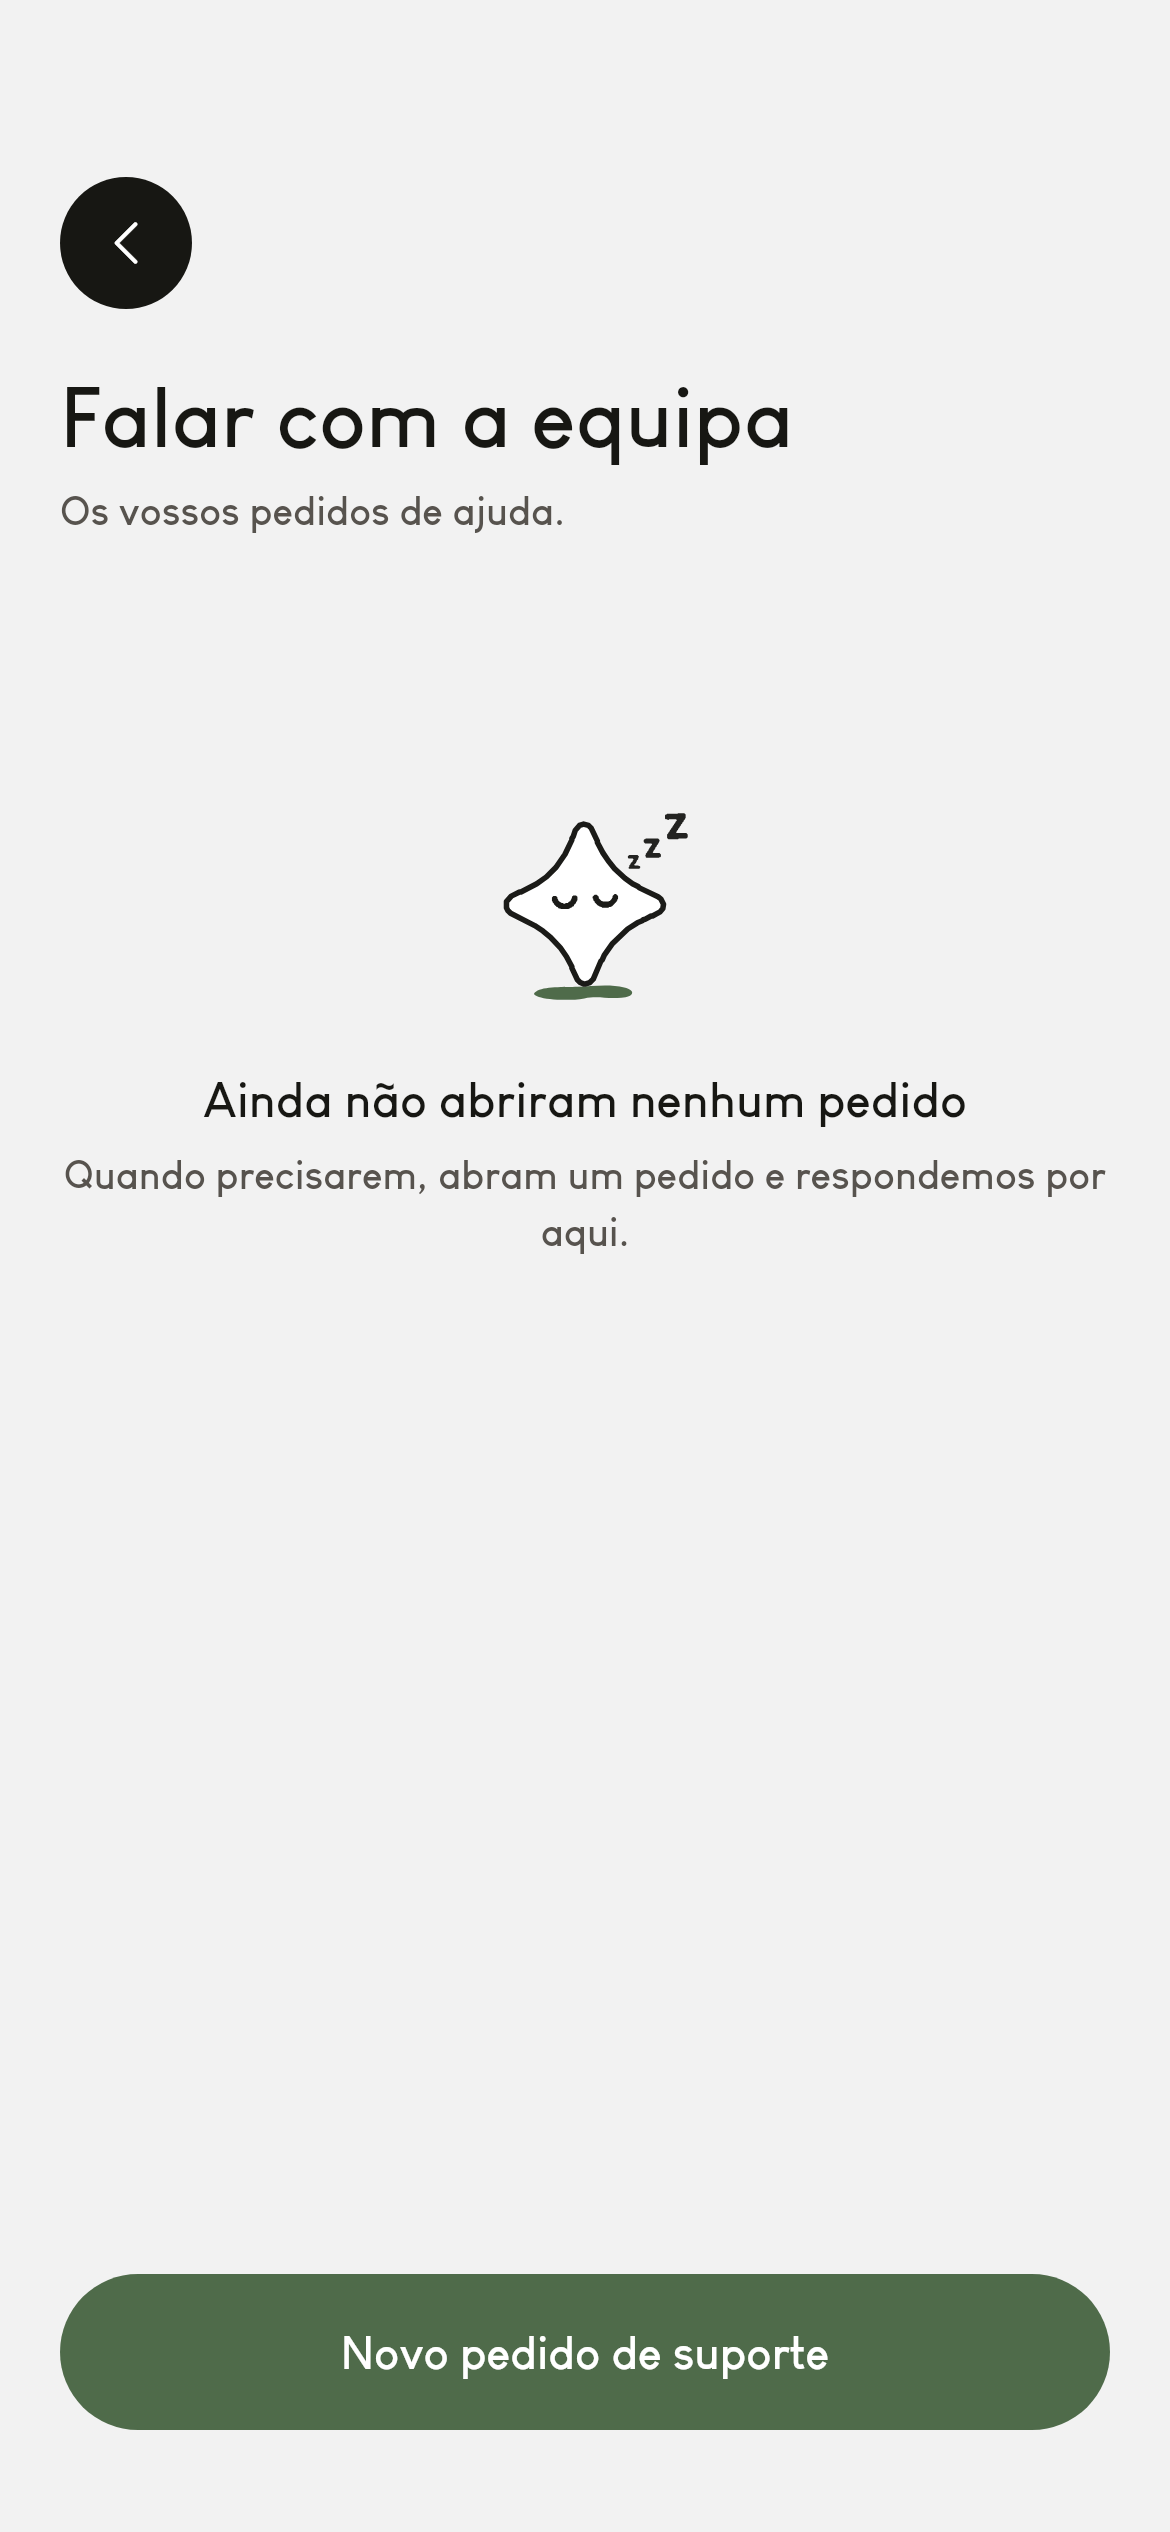 Falar com a equipa
Os vossos pedidos de ajuda.
z z z
Ainda não abriram nenhum pedido
Quando precisarem, abram um pedido e respondemos por
aqui.
Novo pedido de suporte